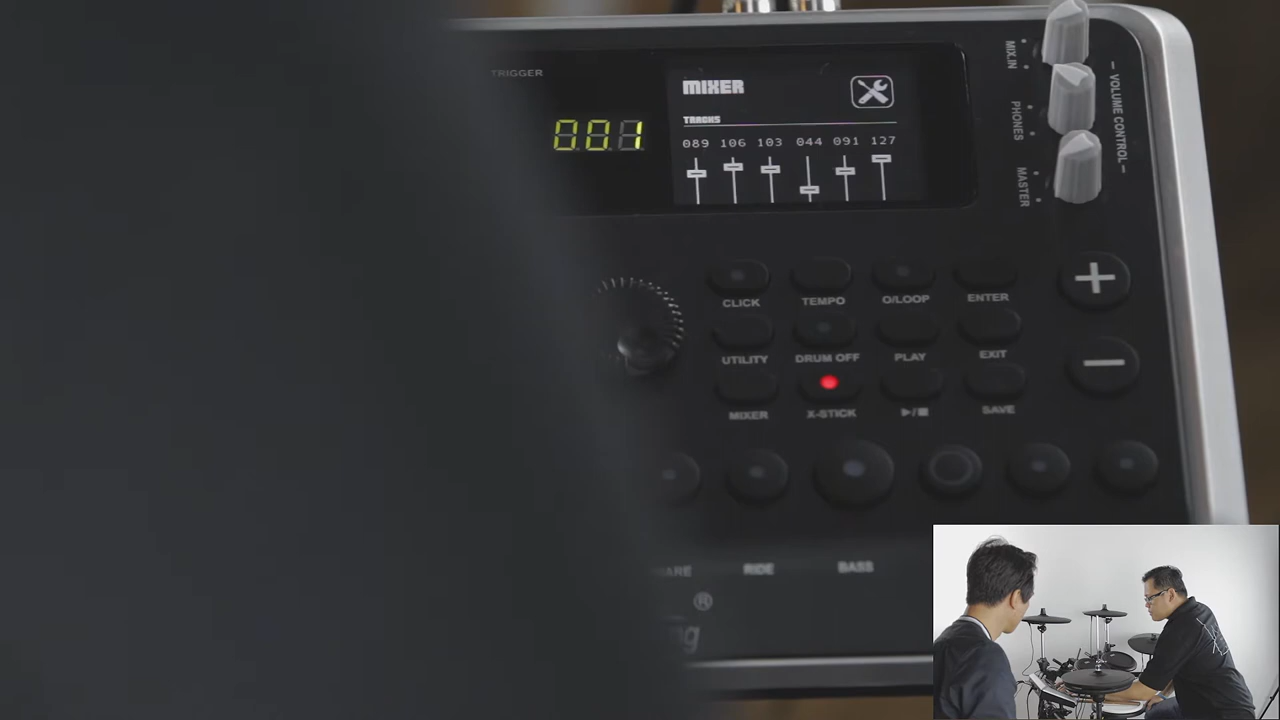 TRIGGER
001
MIXER
TRACKS
089 106 103 044 091 127
MIX.IN
PHONES
MASTER
— VOLUME CONTROL —
CLICK TEMPO O/LOOP ENTER
+
UTILITY DRUM OFF PLAY EXIT
—
MIXER X-STICK ▶/■ SAVE
RIDE BASS
®